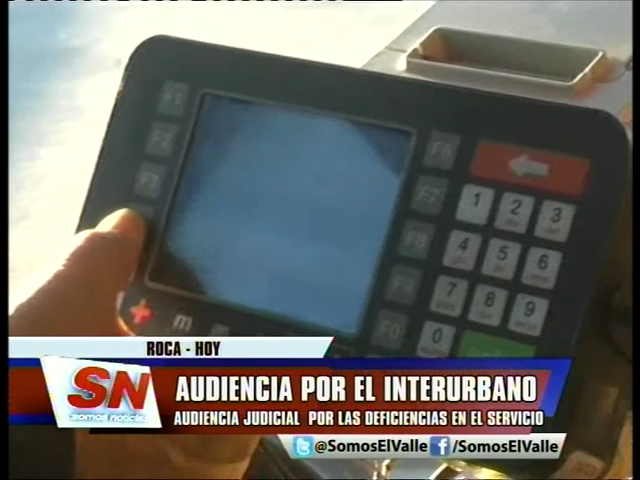 F1
F2
F3
F6
F7
F8
F9
F0
1 2 3
4 5 6
7 8 9
0
m
ROCA - HOY
SN
SOMOS NOTICIA
AUDIENCIA POR EL INTERURBANO
AUDIENCIA JUDICIAL POR LAS DEFICIENCIAS EN EL SERVICIO
@SomosElValle f /SomosElValle